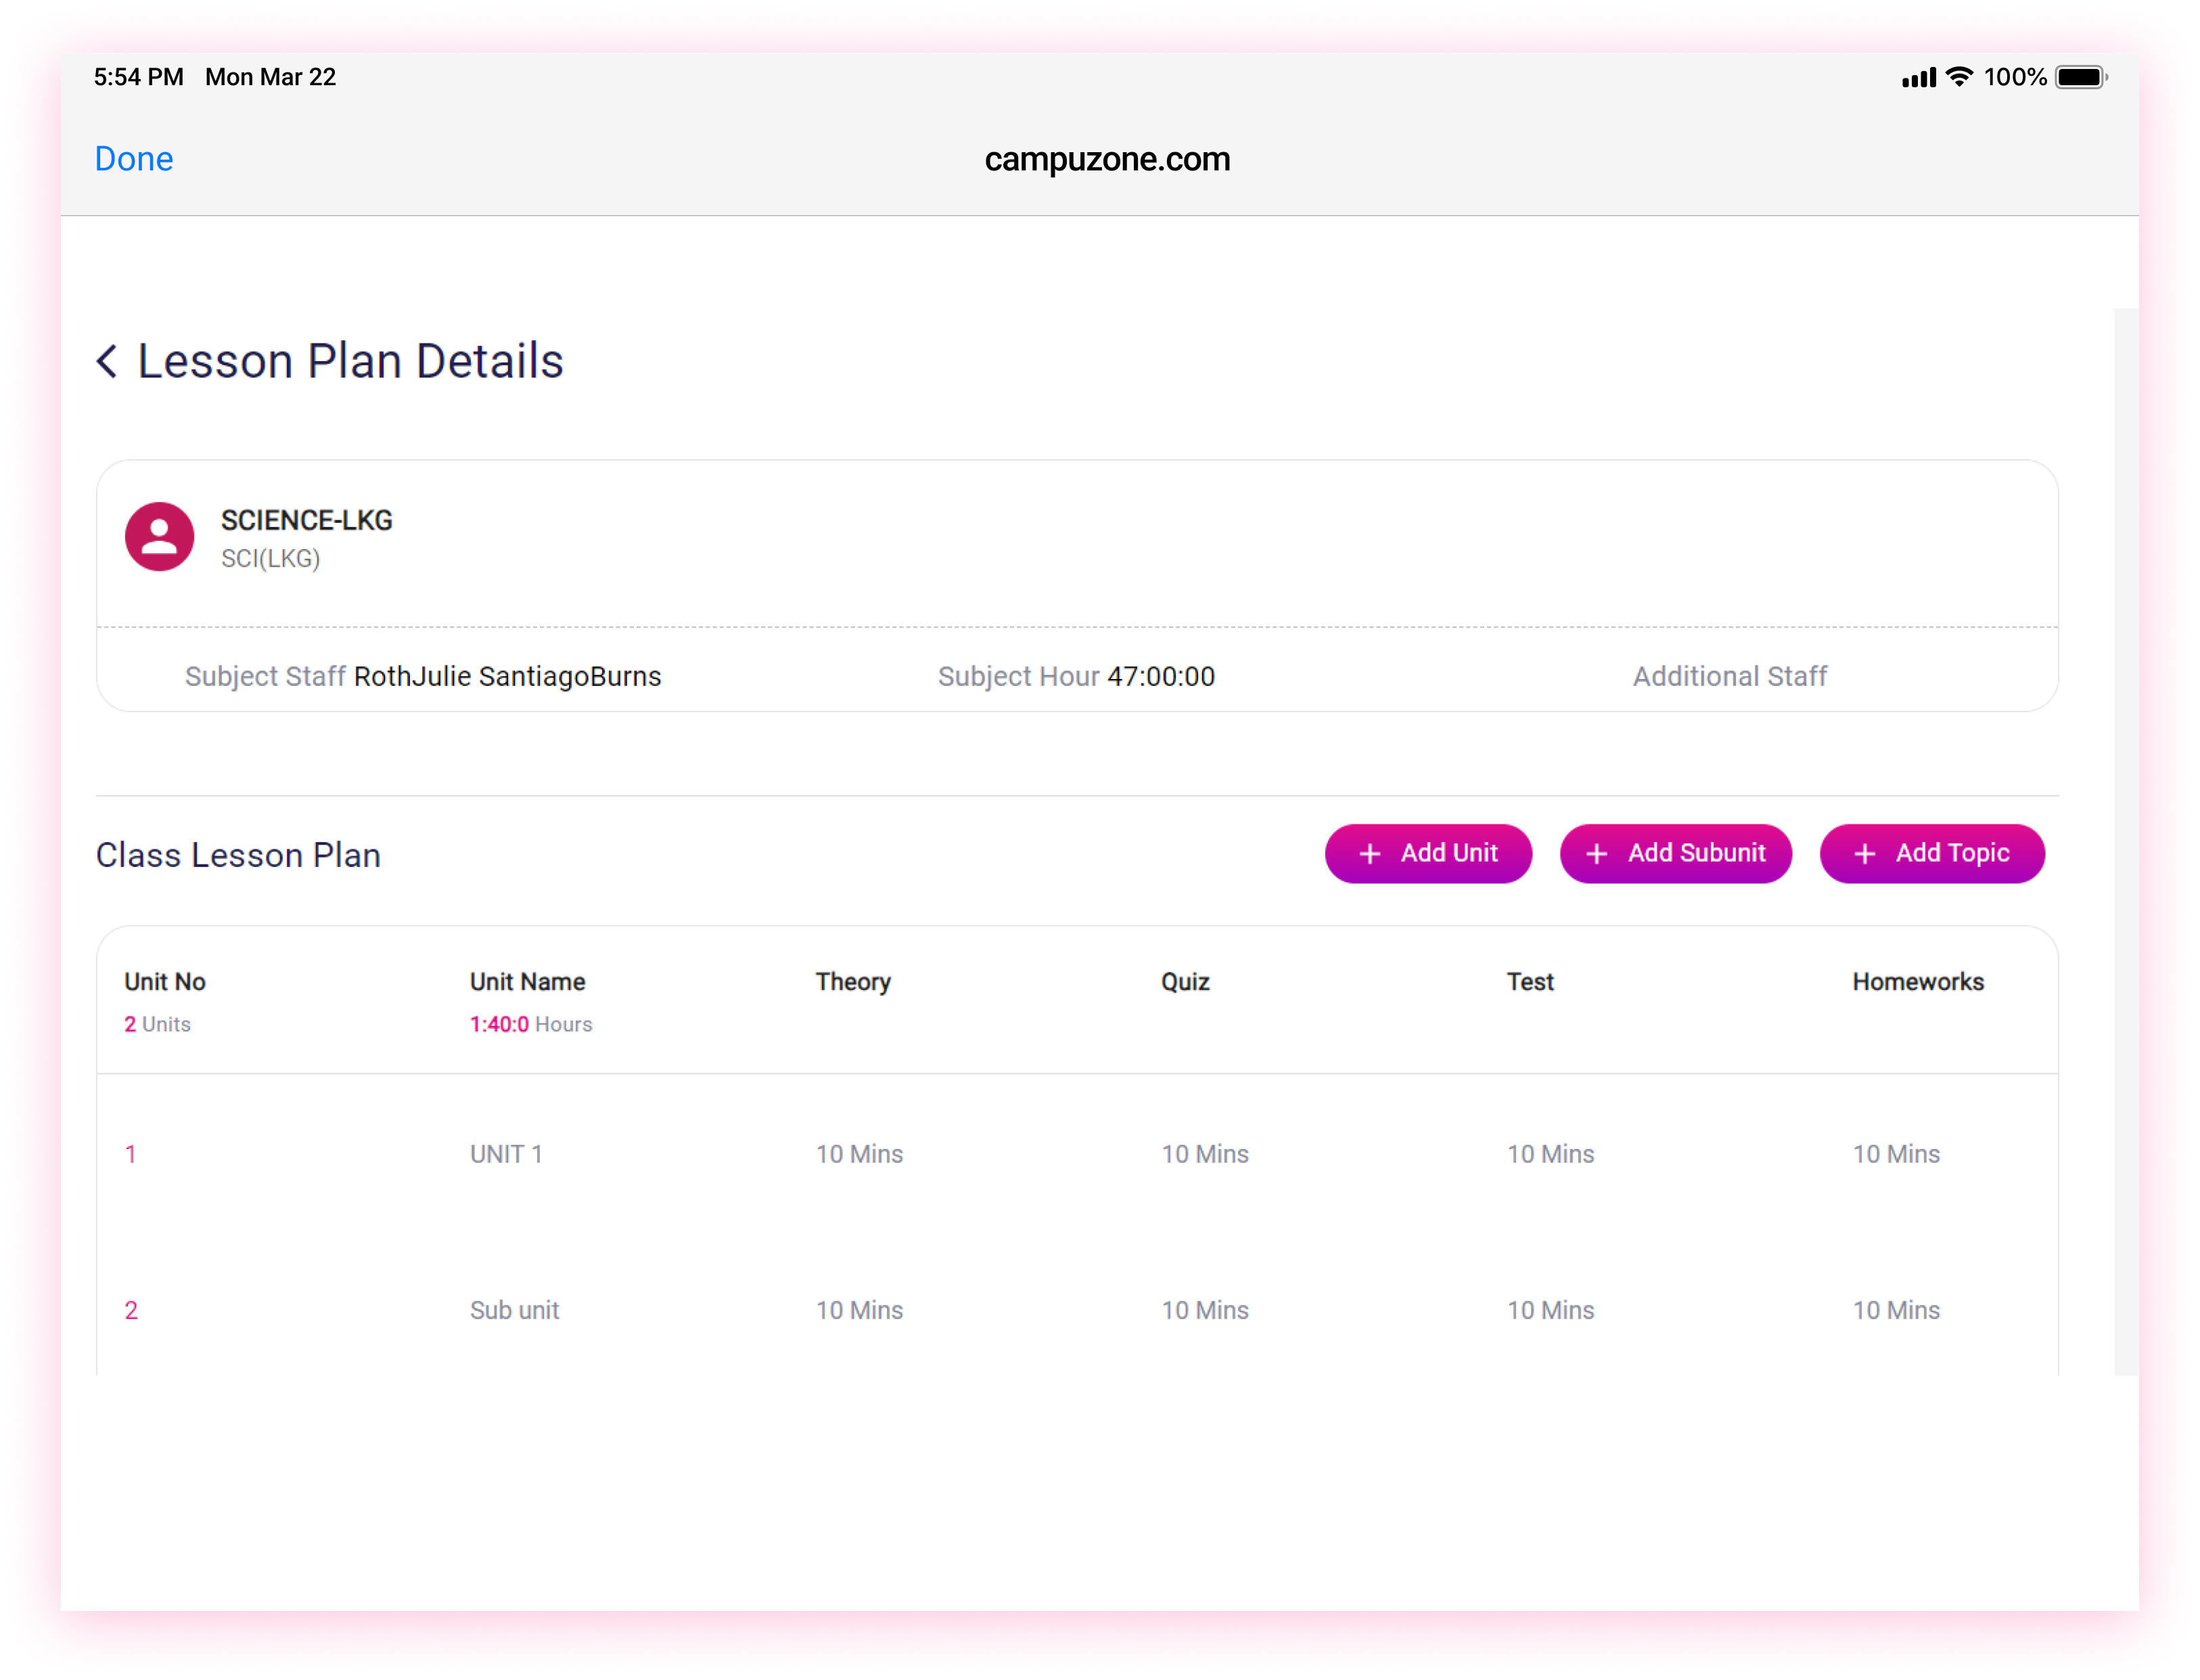 5:54 PM Mon Mar 22 100%
Done campuzone.com
Lesson Plan Details
SCIENCE-LKG
SCI(LKG)
Subject Staff RothJulie SantiagoBurns Subject Hour 47:00:00 Additional Staff
Class Lesson Plan + Add Unit + Add Subunit + Add Topic
Unit No Unit Name Theory Quiz Test Homeworks
2 Units 1:40:0 Hours
1 UNIT 1 10 Mins 10 Mins 10 Mins 10 Mins
2 Sub unit 10 Mins 10 Mins 10 Mins 10 Mins